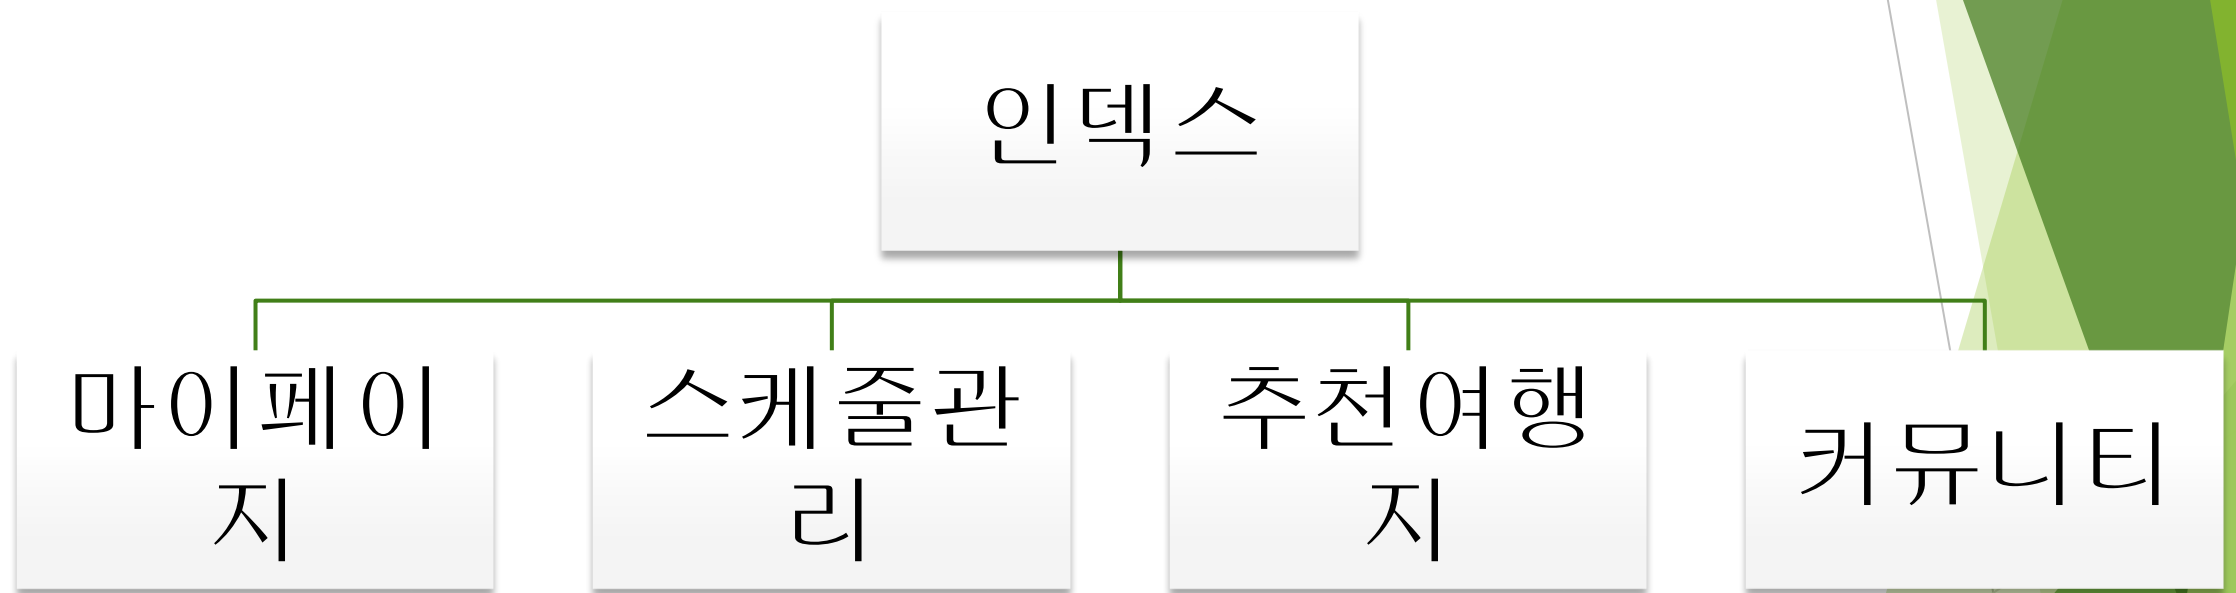 인덱스
마이페이
지
스케줄관
리
추천여행
지
커뮤니티